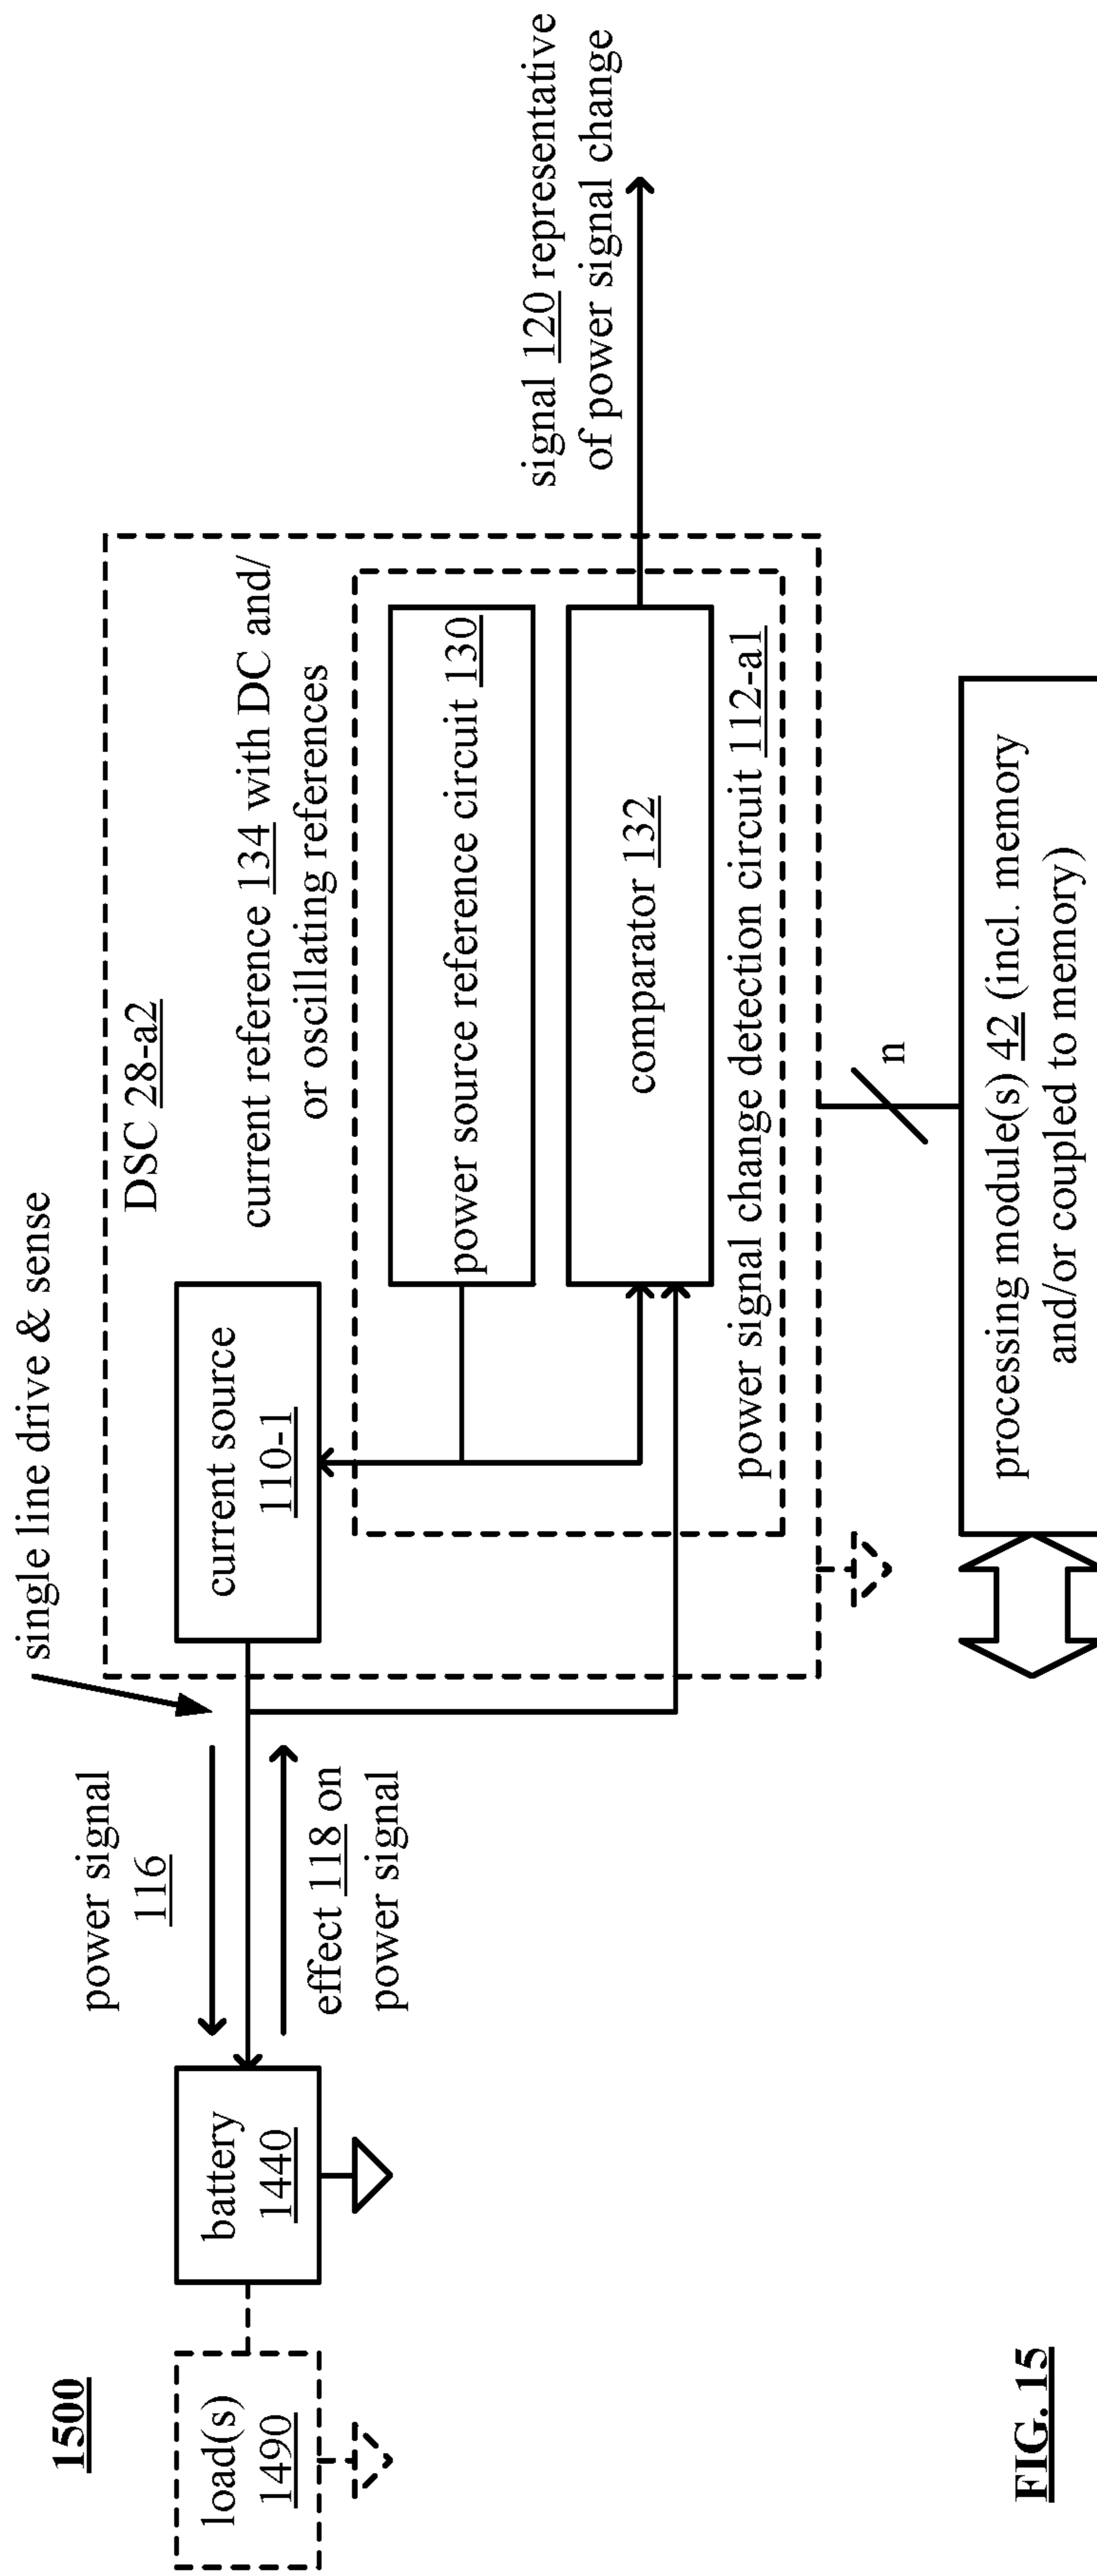 1500
single line drive & sense
power signal
116
DSC 28-a2
load(s)
1490
battery
1440
current source
110-1
current reference 134 with DC and/
or oscillating references
effect 118 on
power signal
power source reference circuit 130
signal 120 representative
of power signal change
comparator 132
power signal change detection circuit 112-a1
n
processing module(s) 42 (incl. memory
and/or coupled to memory)
FIG. 15